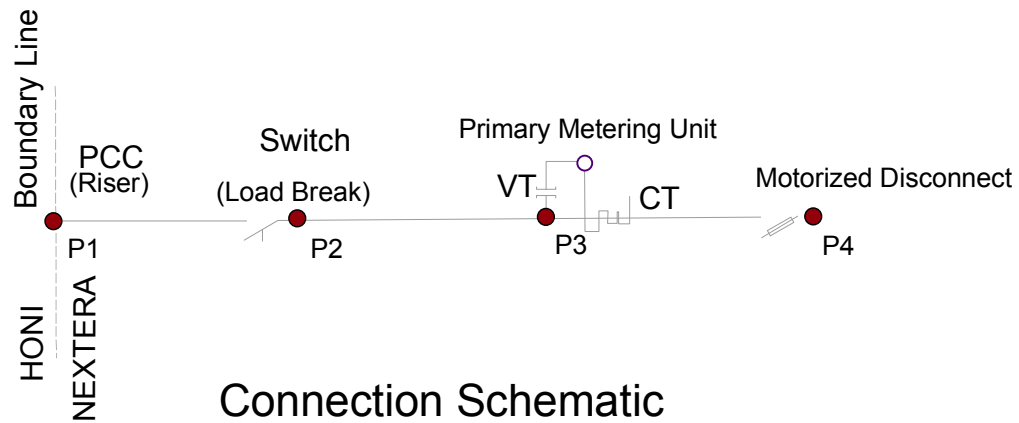 Boundary Line
PCC
(Riser)
Switch
(Load Break)
Primary Metering Unit
VT
CT
Motorized Disconnect
P1
P2
P3
P4
HONI
NEXTERA
Connection Schematic